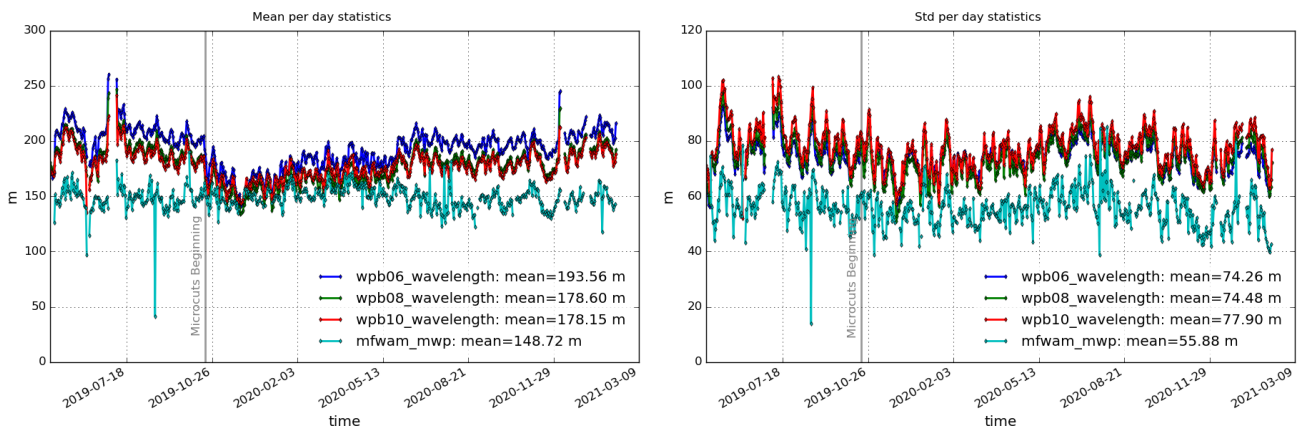 Mean per day statistics
300
250
200
150
100
50
0
m
Microcuts Beginning
wpb06_wavelength: mean=193.56 m
wpb08_wavelength: mean=178.60 m
wpb10_wavelength: mean=178.15 m
mfwam_mwp: mean=148.72 m
2019-07-18
2019-10-26
2020-02-03
2020-05-13
2020-08-21
2020-11-29
2021-03-09
time
Std per day statistics
120
100
80
60
40
20
0
m
Microcuts Beginning
wpb06_wavelength: mean=74.26 m
wpb08_wavelength: mean=74.48 m
wpb10_wavelength: mean=77.90 m
mfwam_mwp: mean=55.88 m
2019-07-18
2019-10-26
2020-02-03
2020-05-13
2020-08-21
2020-11-29
2021-03-09
time